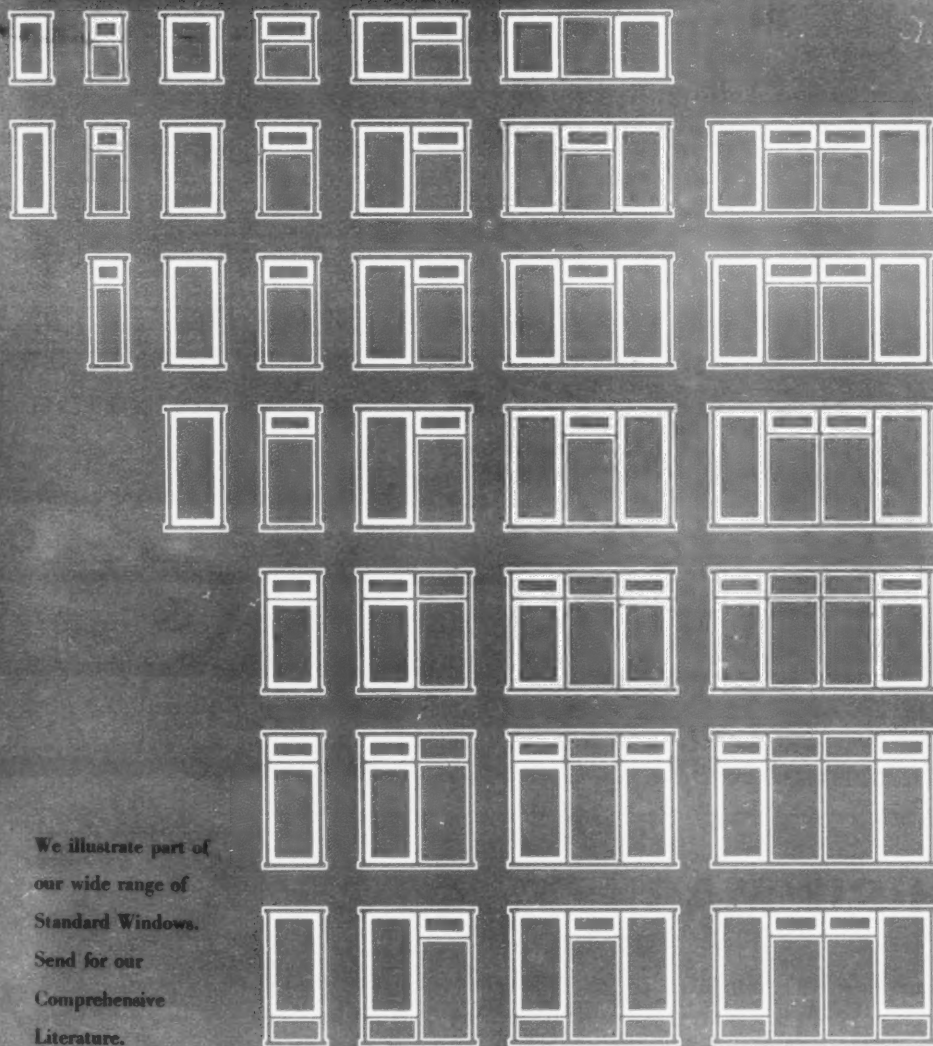 We illustrate part of
our wide range of
Standard Windows.
Send for our
Comprehensive
Literature.